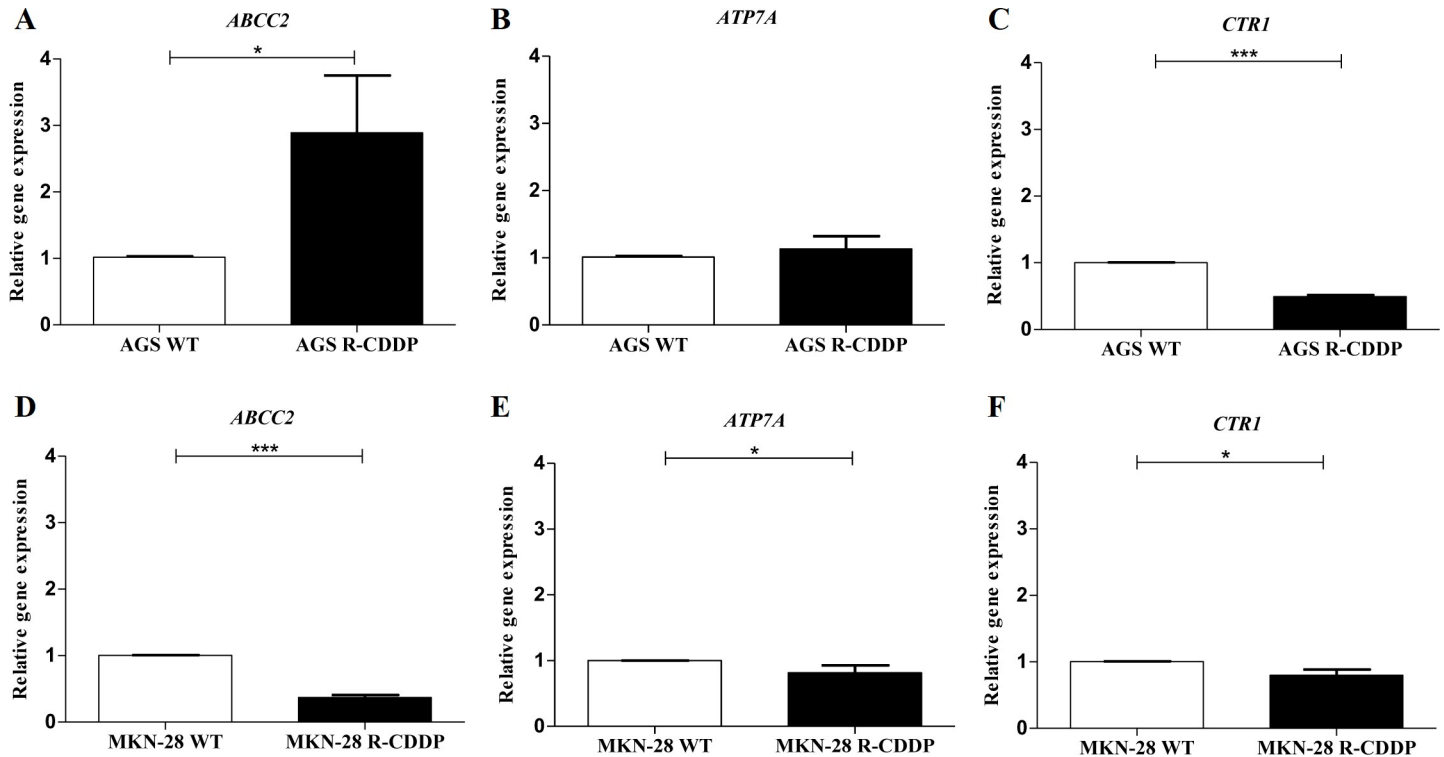 A
ABCC2
*
Relative gene expression
4
3
2
1
0
AGS WT
AGS R-CDDP
B
ATP7A
Relative gene expression
4
3
2
1
0
AGS WT
AGS R-CDDP
C
CTR1
***
Relative gene expression
4
3
2
1
0
AGS WT
AGS R-CDDP
D
ABCC2
***
Relative gene expression
4
3
2
1
0
MKN-28 WT
MKN-28 R-CDDP
E
ATP7A
*
Relative gene expression
4
3
2
1
0
MKN-28 WT
MKN-28 R-CDDP
F
CTR1
*
Relative gene expression
4
3
2
1
0
MKN-28 WT
MKN-28 R-CDDP